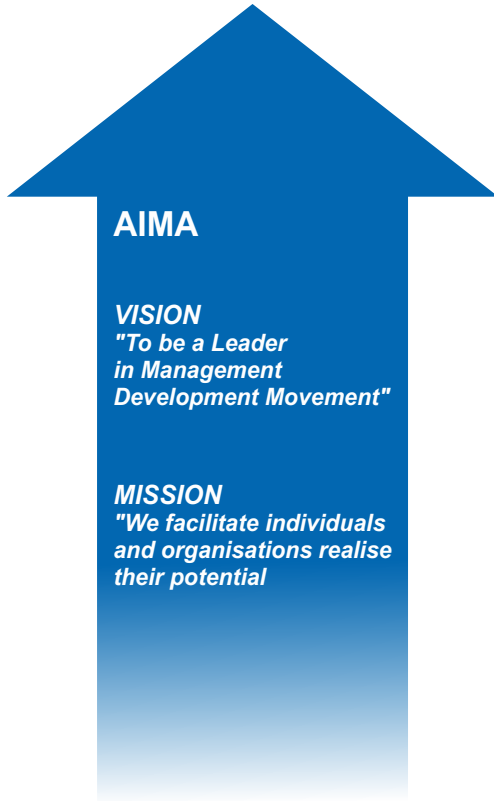 AIMA
VISION
"To be a Leader
in Management
Development Movement"
MISSION
"We facilitate individuals
and organisations realise
their potential